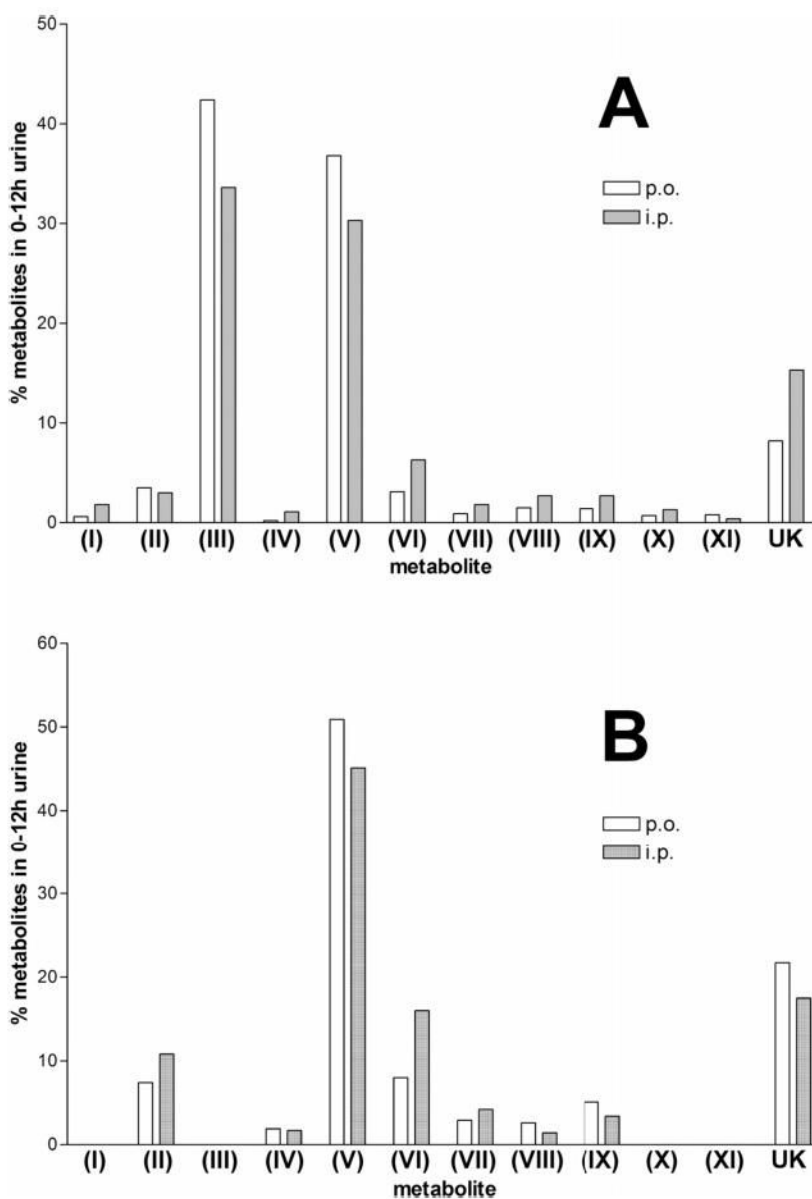 50
A
40
p.o.
i.p.
30
20
10
0
% metabolites in 0-12h urine
(I) (II) (III) (IV) (V) (VI) (VII) (VIII) (IX) (X) (XI) UK
metabolite
60
B
50
p.o.
i.p.
40
30
20
10
0
% metabolites in 0-12h urine
(I) (II) (III) (IV) (V) (VI) (VII) (VIII) (IX) (X) (XI) UK
metabolite